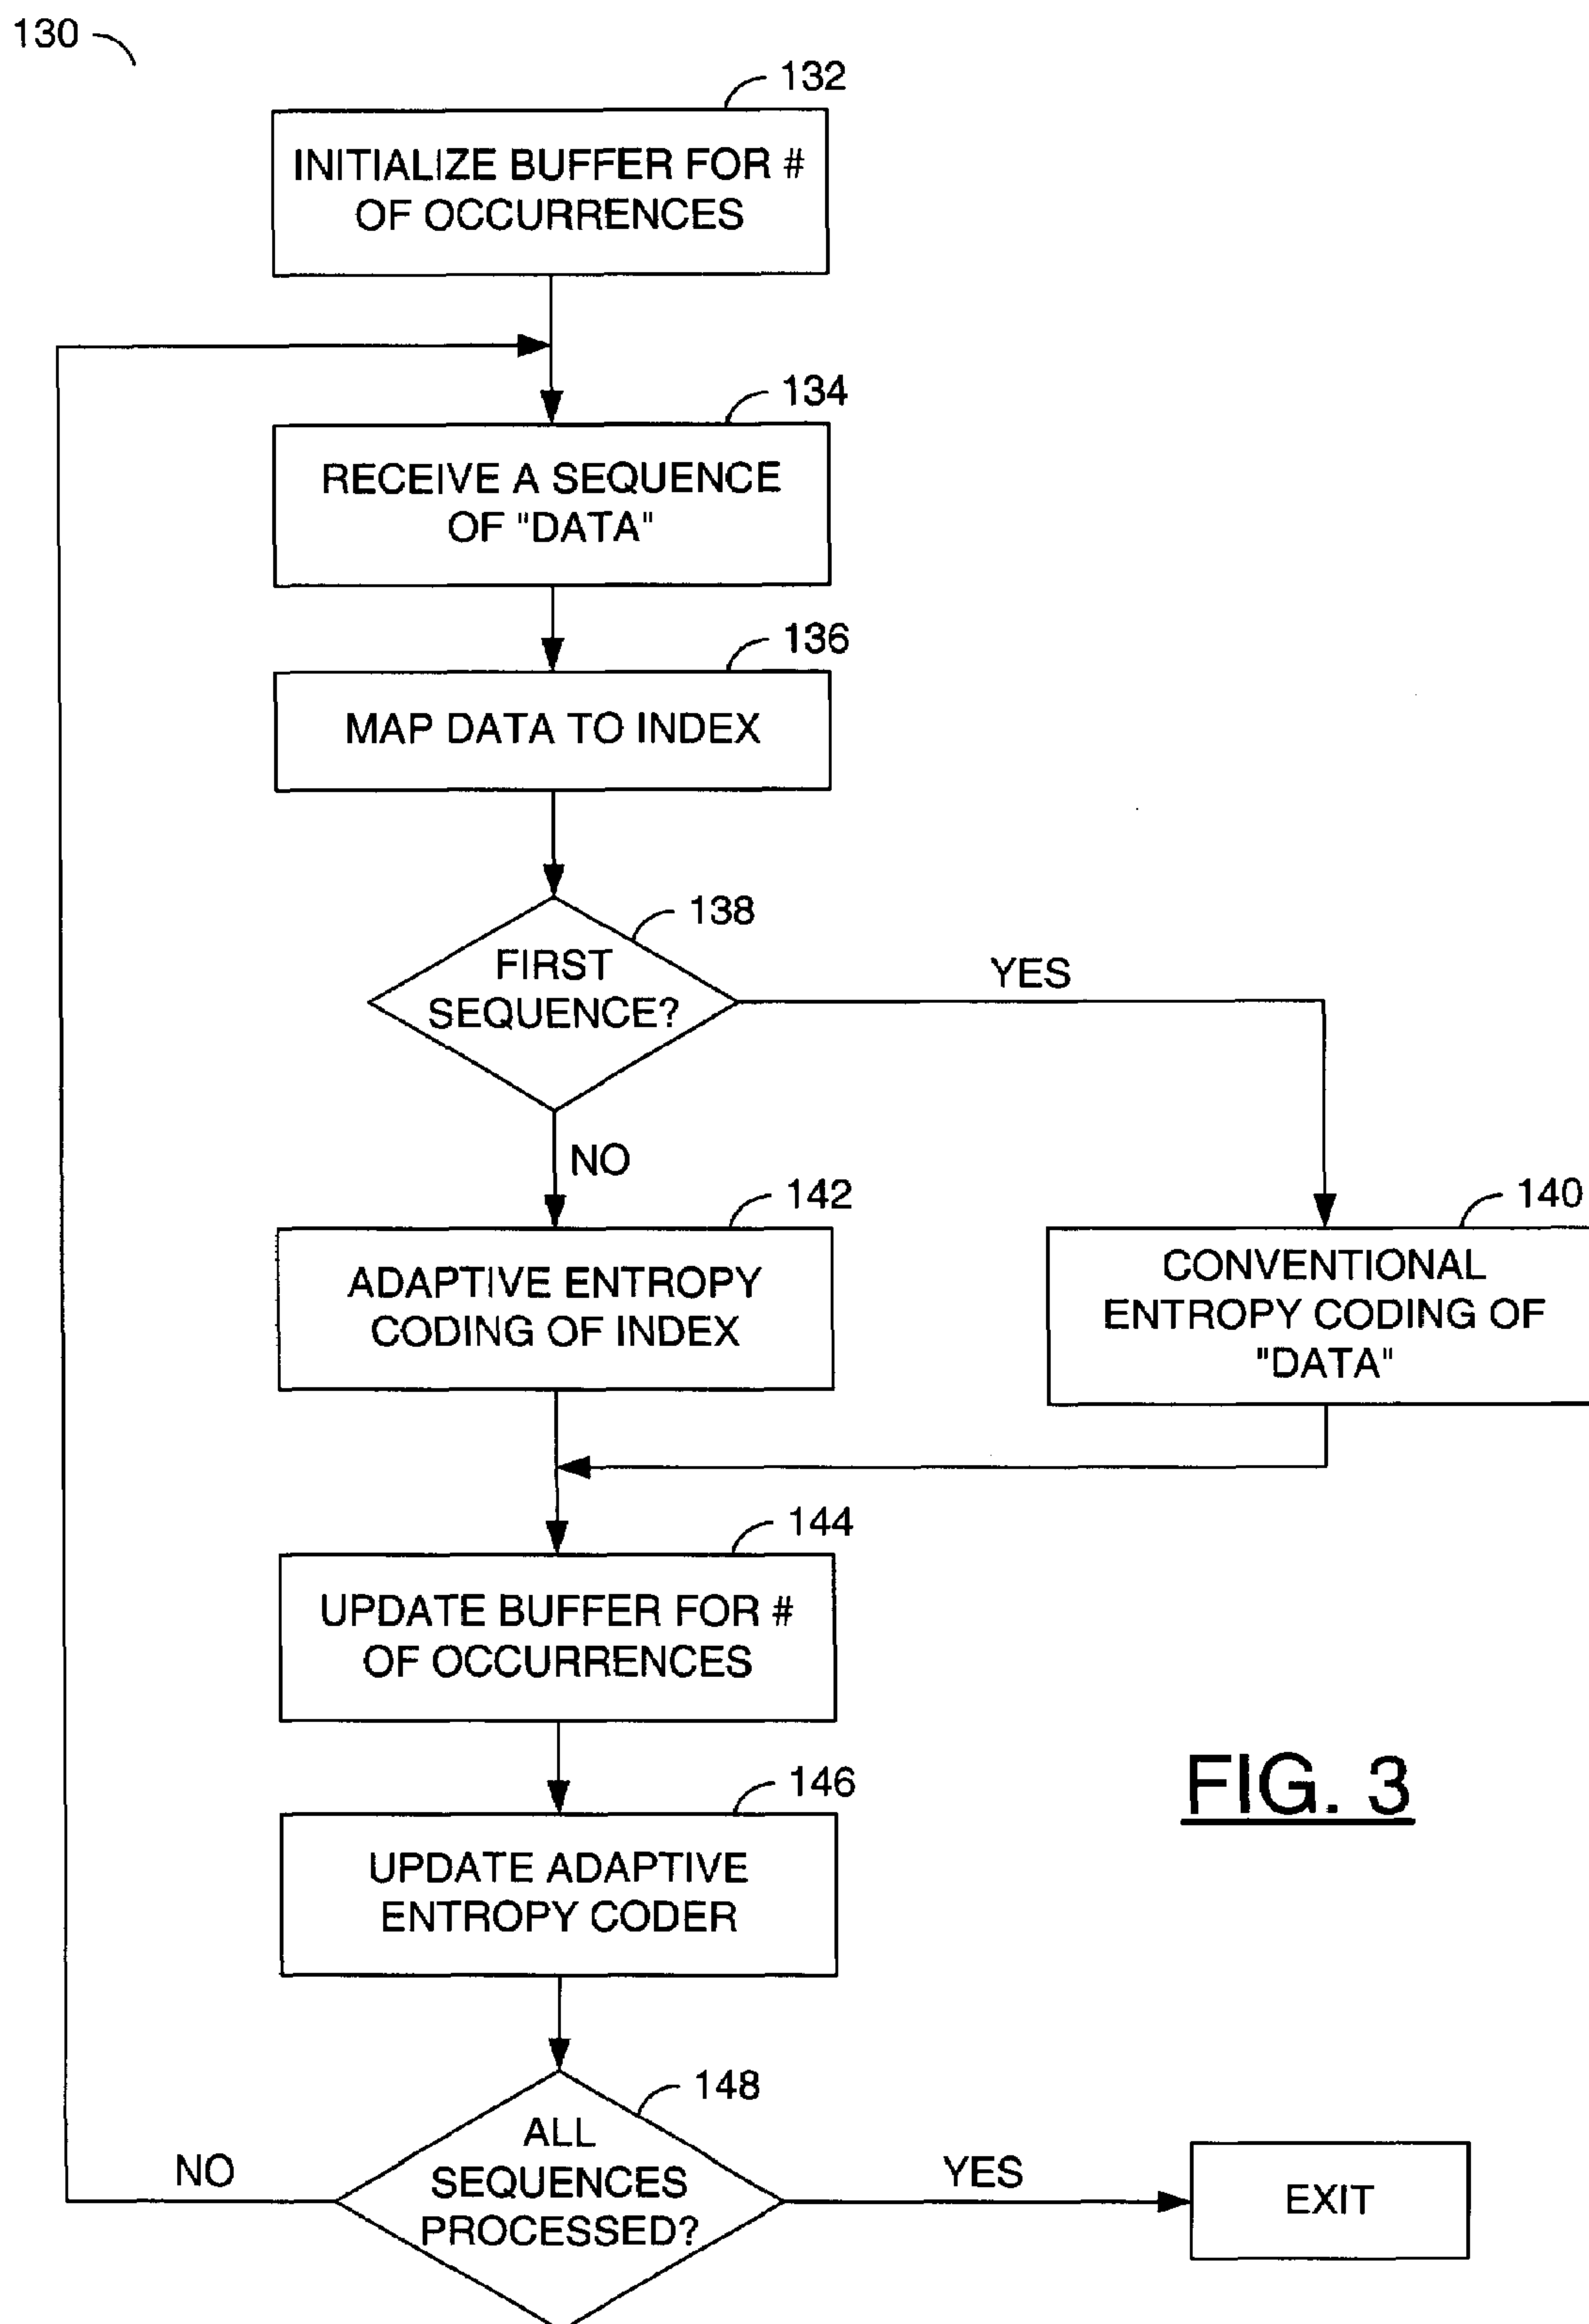 130
132
INITIALIZE BUFFER FOR #
OF OCCURRENCES
134
RECEIVE A SEQUENCE
OF "DATA"
136
MAP DATA TO INDEX
138
FIRST
SEQUENCE?
YES
NO
142
ADAPTIVE ENTROPY
CODING OF INDEX
140
CONVENTIONAL
ENTROPY CODING OF
"DATA"
144
UPDATE BUFFER FOR #
OF OCCURRENCES
146
UPDATE ADAPTIVE
ENTROPY CODER
FIG. 3
148
ALL
SEQUENCES
PROCESSED?
NO
YES
EXIT